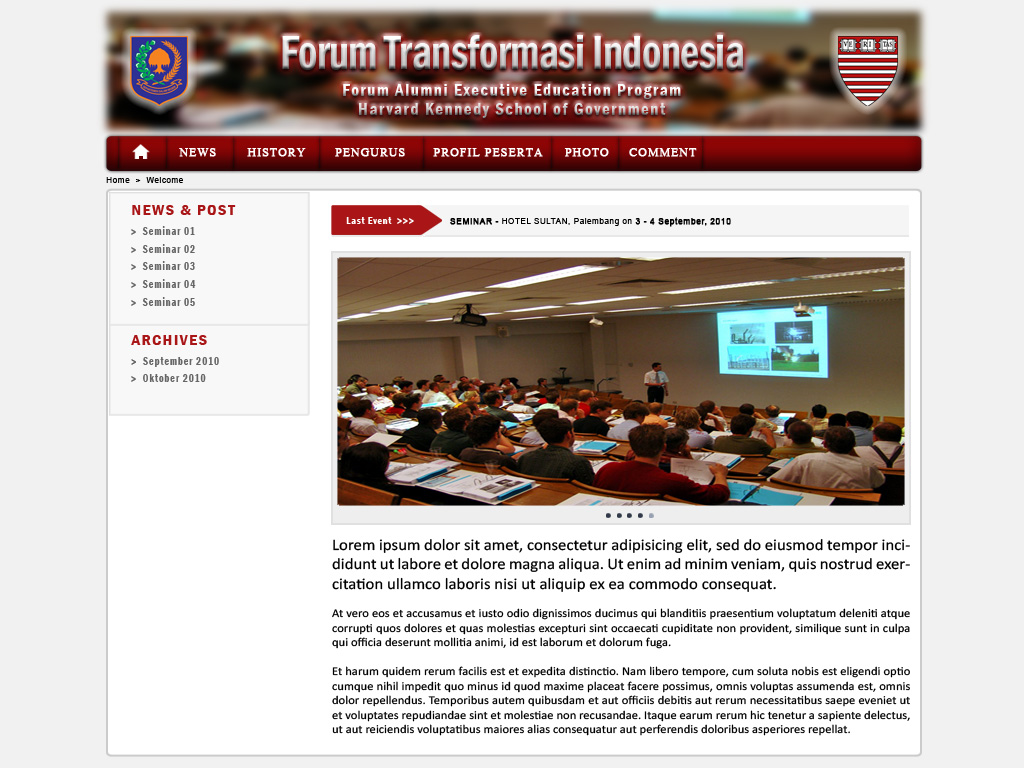 Forum Transformasi Indonesia
Forum Alumni Executive Education Program
Harvard Kennedy School of Government
VE RI TAS
NEWS HISTORY PENGURUS PROFIL PESERTA PHOTO COMMENT
Home > Welcome
NEWS & POST
> Seminar 01
> Seminar 02
> Seminar 03
> Seminar 04
> Seminar 05
ARCHIVES
> September 2010
> Oktober 2010
Last Event >>> SEMINAR - HOTEL SULTAN, Palembang on 3 - 4 September, 2010
Lorem ipsum dolor sit amet, consectetur adipisicing elit, sed do eiusmod tempor inci-
didunt ut labore et dolore magna aliqua. Ut enim ad minim veniam, quis nostrud exer-
citation ullamco laboris nisi ut aliquip ex ea commodo consequat.
At vero eos et accusamus et iusto odio dignissimos ducimus qui blanditiis praesentium voluptatum deleniti atque
corrupti quos dolores et quas molestias excepturi sint occaecati cupiditate non provident, similique sunt in culpa
qui officia deserunt mollitia animi, id est laborum et dolorum fuga.
Et harum quidem rerum facilis est et expedita distinctio. Nam libero tempore, cum soluta nobis est eligendi optio
cumque nihil impedit quo minus id quod maxime placeat facere possimus, omnis voluptas assumenda est, omnis
dolor repellendus. Temporibus autem quibusdam et aut officiis debitis aut rerum necessitatibus saepe eveniet ut
et voluptates repudiandae sint et molestiae non recusandae. Itaque earum rerum hic tenetur a sapiente delectus,
ut aut reiciendis voluptatibus maiores alias consequatur aut perferendis doloribus asperiores repellat.